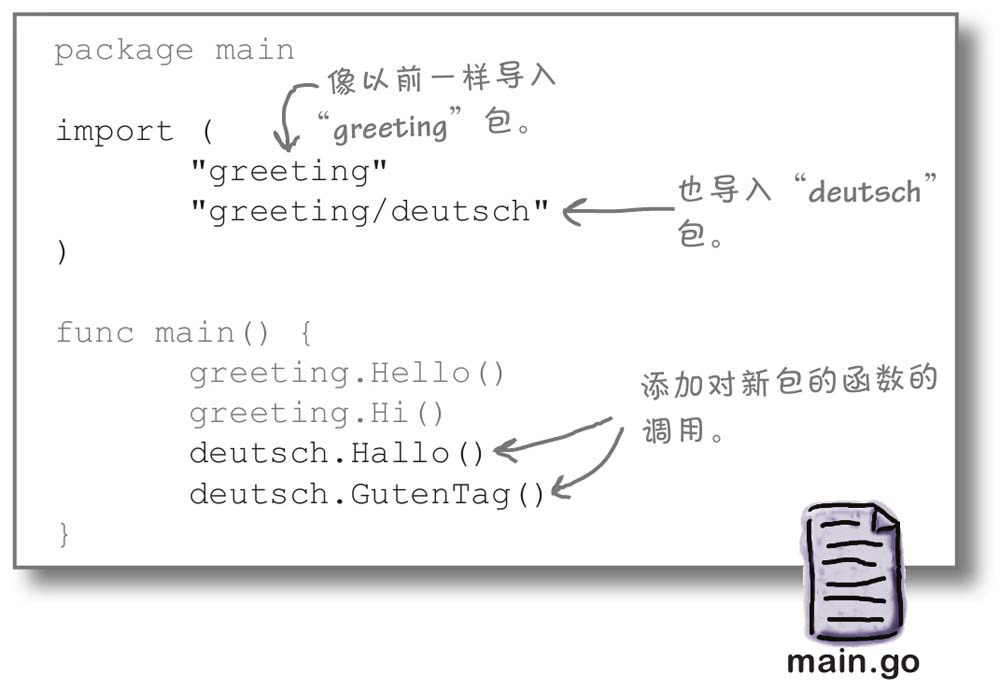 package main
像以前一样导入
“greeting”包。
import (
"greeting"
"greeting/deutsch"
也导入“deutsch”
包。
)
func main() {
greeting.Hello()
greeting.Hi()
deutsch.Hallo()
deutsch.GutenTag()
添加对新包的函数的
调用。
}
main.go